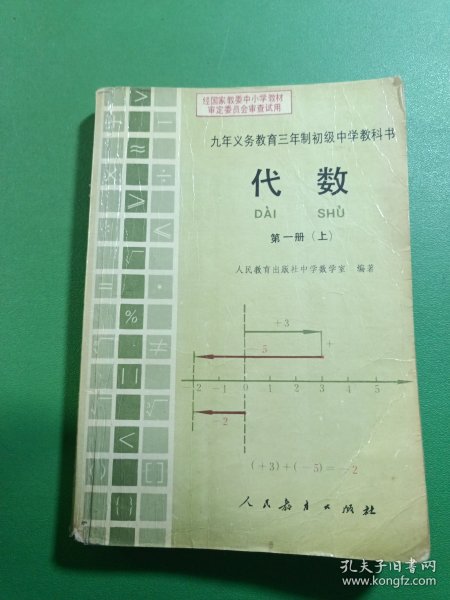 经国家教委中小学教材
审定委员会审查试用
九年义务教育三年制初级中学教科书
代 数
DÀI SHÙ
第一册（上）
人民教育出版社中学数学室 编著
+3
5
+
2 -1 0 1 2 3 4 5
-2
(+3)+(-5)=-2
人民教育出版社
%
孔夫子旧书网
www.kongfz.com